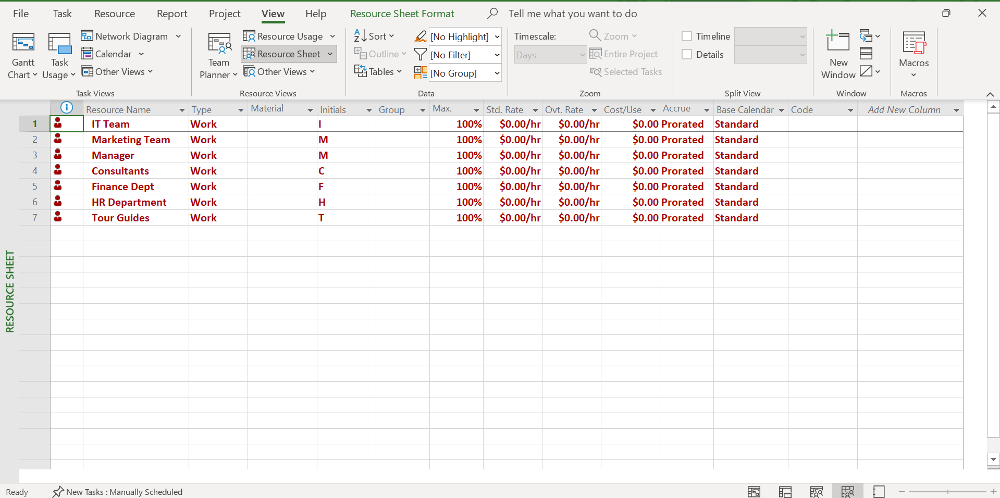 File Task Resource Report Project View Help Resource Sheet Format Tell me what you want to do
Gantt Chart
Task Usage
Network Diagram
Calendar
Other Views
Task Views
Team Planner
Resource Usage
Resource Sheet
Other Views
Resource Views
Sort
Outline
Tables
[No Highlight]
[No Filter]
[No Group]
Data
Timescale:
Days
Zoom
Entire Project
Selected Tasks
Zoom
Timeline
Details
Split View
New Window
Window
Macros
Macros
Resource Name Type Material Initials Group Max. Std. Rate Ovt. Rate Cost/Use Accrue Base Calendar Code Add New Column
1 IT Team Work I 100% $0.00/hr $0.00/hr $0.00 Prorated Standard
2 Marketing Team Work M 100% $0.00/hr $0.00/hr $0.00 Prorated Standard
3 Manager Work M 100% $0.00/hr $0.00/hr $0.00 Prorated Standard
4 Consultants Work C 100% $0.00/hr $0.00/hr $0.00 Prorated Standard
5 Finance Dept Work F 100% $0.00/hr $0.00/hr $0.00 Prorated Standard
6 HR Department Work H 100% $0.00/hr $0.00/hr $0.00 Prorated Standard
7 Tour Guides Work T 100% $0.00/hr $0.00/hr $0.00 Prorated Standard
RESOURCE SHEET
Ready New Tasks : Manually Scheduled